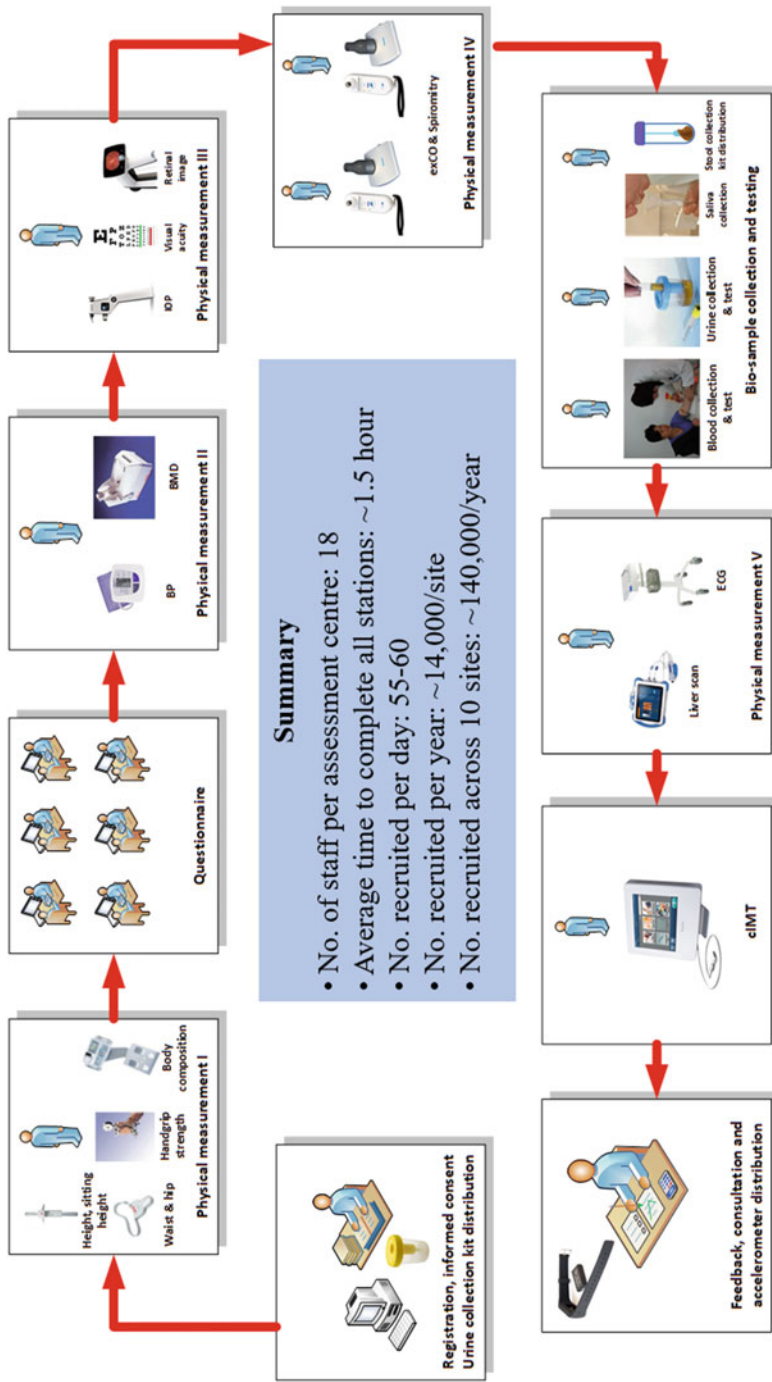 Registration, informed consent
Urine collection kit distribution
Height, sitting
height
Waist & hip
Handgrip
strength
Body
composition
Physical measurement I
Questionnaire
BP
BMD
Physical measurement II
IOP
Visual
acuity
Retinal
image
Physical measurement III
exCO & Spiromitry
Physical measurement IV
Blood collection
& test
Urine collection
& test
Saliva
collection
Stool collection
kit distribution
Bio-sample collection and testing
Liver scan
ECG
Physical measurement V
cIMT
Feedback, consultation and
accelerometer distribution
Summary
• No. of staff per assessment centre: 18
• Average time to complete all stations: ~1.5 hour
• No. recruited per day: 55-60
• No. recruited per year: ~14,000/site
• No. recruited across 10 sites: ~140,000/year